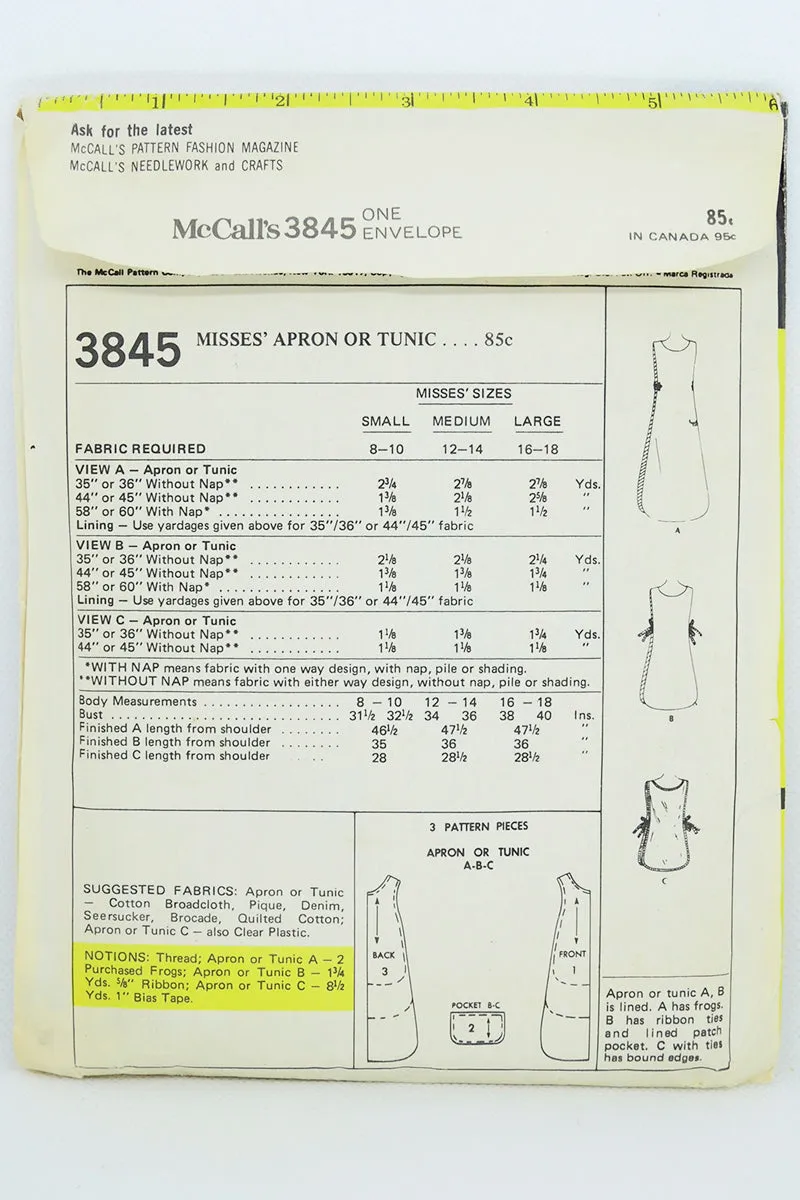 1 2 3 4 5 6
Ask for the latest
McCALL'S PATTERN FASHION MAGAZINE
McCALL'S NEEDLEWORK and CRAFTS
McCall's 3845 ONE ENVELOPE
85¢
IN CANADA 95c
The McCall Pattern
Marca Registrada
3845 MISSES' APRON OR TUNIC .... 85c
MISSES' SIZES
SMALL MEDIUM LARGE
FABRIC REQUIRED 8–10 12–14 16–18
VIEW A – Apron or Tunic
35" or 36" Without Nap** ............ 2¾ 2⅞ 2⅞ Yds.
44" or 45" Without Nap** ............ 1⅜ 2⅛ 2⅝ "
58" or 60" With Nap* ................ 1⅜ 1½ 1½ "
Lining – Use yardages given above for 35"/36" or 44"/45" fabric
VIEW B – Apron or Tunic
35" or 36" Without Nap** ............ 2⅛ 2⅛ 2¼ Yds.
44" or 45" Without Nap** ............ 1⅜ 1⅜ 1¾ "
58" or 60" With Nap* ................ 1⅛ 1⅛ 1⅛ "
Lining – Use yardages given above for 35"/36" or 44"/45" fabric
VIEW C – Apron or Tunic
35" or 36" Without Nap** ............ 1⅛ 1⅜ 1¾ Yds.
44" or 45" Without Nap** ............ 1⅛ 1⅛ 1⅛ "
*WITH NAP means fabric with one way design, with nap, pile or shading.
**WITHOUT NAP means fabric with either way design, without nap, pile or shading.
Body Measurements .................. 8 – 10 12 – 14 16 – 18
Bust .............................. 31½ 32½ 34 36 38 40 Ins.
Finished A length from shoulder ........ 46½ 47½ 47½ "
Finished B length from shoulder ........ 35 36 36 "
Finished C length from shoulder .... 28 28½ 28½ "
A
B
C
SUGGESTED FABRICS: Apron or Tunic
– Cotton Broadcloth, Pique, Denim,
Seersucker, Brocade, Quilted Cotton;
Apron or Tunic C – also Clear Plastic.
NOTIONS: Thread; Apron or Tunic A – 2
Purchased Frogs; Apron or Tunic B – 1¾
Yds. ⅝" Ribbon; Apron or Tunic C – 8½
Yds. 1" Bias Tape.
3 PATTERN PIECES
APRON OR TUNIC
A-B-C
BACK
3
FRONT
1
POCKET B-C
2
Apron or tunic A, B
is lined. A has frogs.
B has ribbon ties
and lined patch
pocket. C with ties
has bound edges.